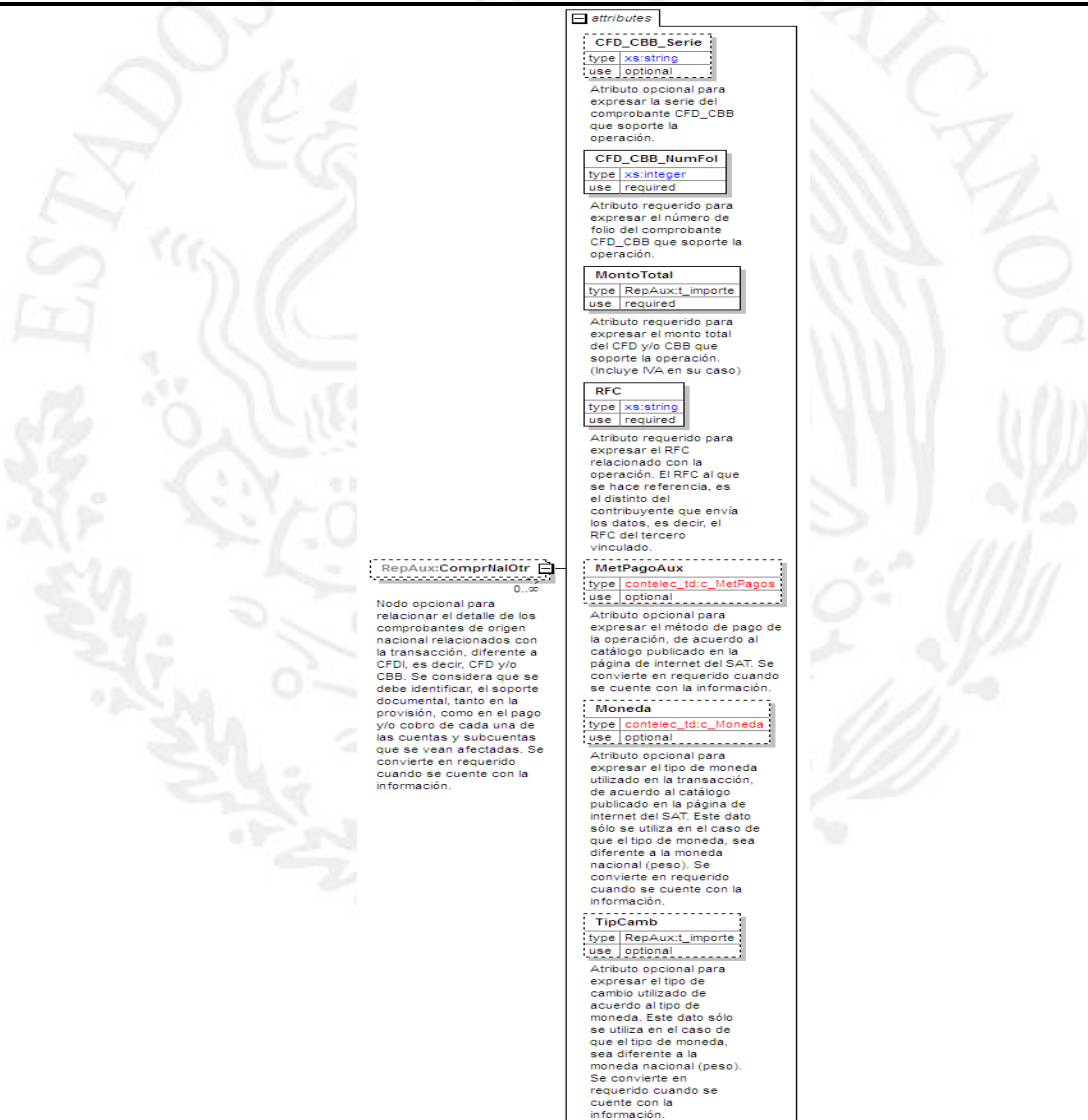 ESTADOS
MEXICANOS
attributes
CFD_CBB_Serie
type xs:string
use optional
Atributo opcional para
expresar la serie del
comprobante CFD_CBB
que soporte la
operación.
CFD_CBB_NumFol
type xs:integer
use required
Atributo requerido para
expresar el número de
folio del comprobante
CFD_CBB que soporte la
operación.
MontoTotal
type RepAux:t_importe
use required
Atributo requerido para
expresar el monto total
del CFD y/o CBB que
soporte la operación.
(Incluye IVA en su caso)
RFC
type xs:string
use required
Atributo requerido para
expresar el RFC
relacionado con la
operación. El RFC al que
se hace referencia, es
el distinto del
contribuyente que envía
los datos, es decir, el
RFC del tercero
vinculado.
RepAux:ComprNalOtr
0..∞
Nodo opcional para
relacionar el detalle de los
comprobantes de origen
nacional relacionados con
la transacción, diferente a
CFDI, es decir, CFD y/o
CBB. Se considera que se
debe identificar, el soporte
documental, tanto en la
provisión, como en el pago
y/o cobro de cada una de
las cuentas y subcuentas
que se vean afectadas. Se
convierte en requerido
cuando se cuente con la
información.
MetPagoAux
type contelec_td:c_MetPagos
use optional
Atributo opcional para
expresar el método de pago de
la operación, de acuerdo al
catálogo publicado en la
página de internet del SAT. Se
convierte en requerido cuando
se cuente con la información.
Moneda
type contelec_td:c_Moneda
use optional
Atributo opcional para
expresar el tipo de moneda
utilizado en la transacción,
de acuerdo al catálogo
publicado en la página de
internet del SAT. Este dato
sólo se utiliza en el caso de
que el tipo de moneda, sea
diferente a la moneda
nacional (peso). Se
convierte en requerido
cuando se cuente con la
información.
TipCamb
type RepAux:t_importe
use optional
Atributo opcional para
expresar el tipo de
cambio utilizado de
acuerdo al tipo de
moneda. Este dato sólo
se utiliza en el caso de
que el tipo de moneda,
sea diferente a la
moneda nacional (peso).
Se convierte en
requerido cuando se
cuente con la
información.